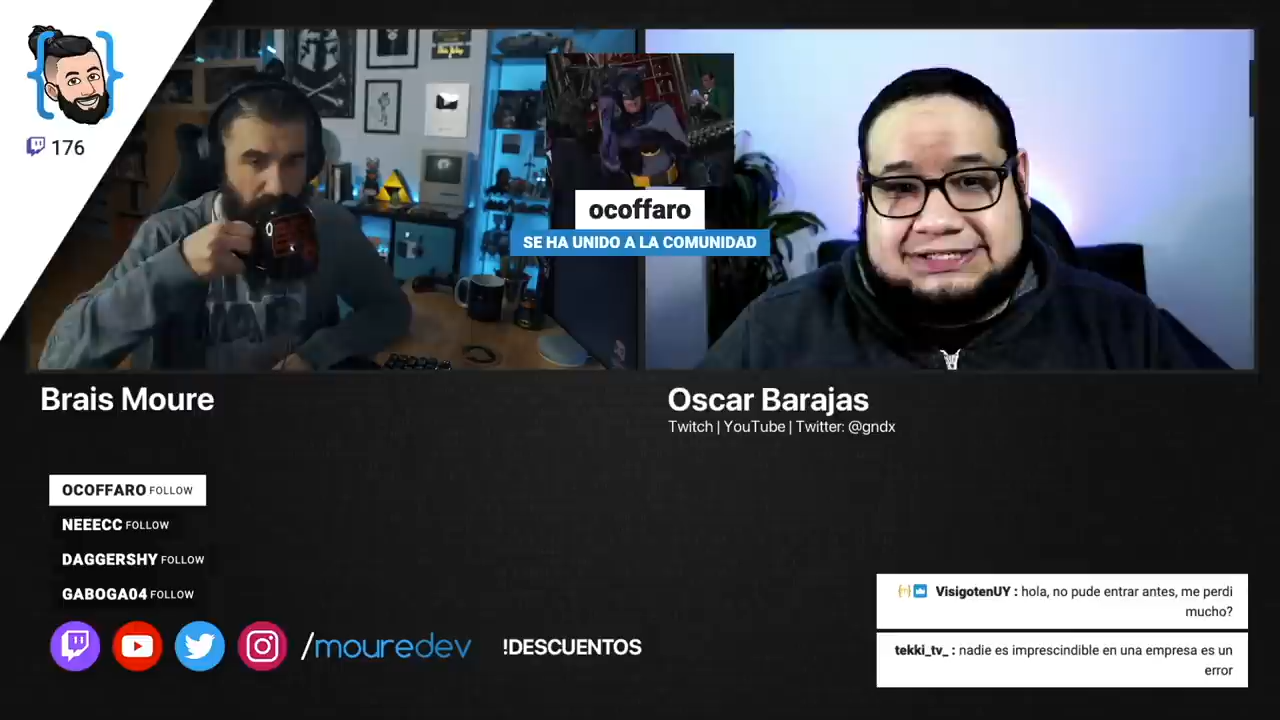 176
ocoffaro
SE HA UNIDO A LA COMUNIDAD
Brais Moure
Oscar Barajas
Twitch | YouTube | Twitter: @gndx
OCOFFARO FOLLOW
NEEECC FOLLOW
DAGGERSHY FOLLOW
GABOGA04 FOLLOW
/mouredev
!DESCUENTOS
VisigotenUY : hola, no pude entrar antes, me perdi
mucho?
tekki_tv_ : nadie es imprescindible en una empresa es un
error